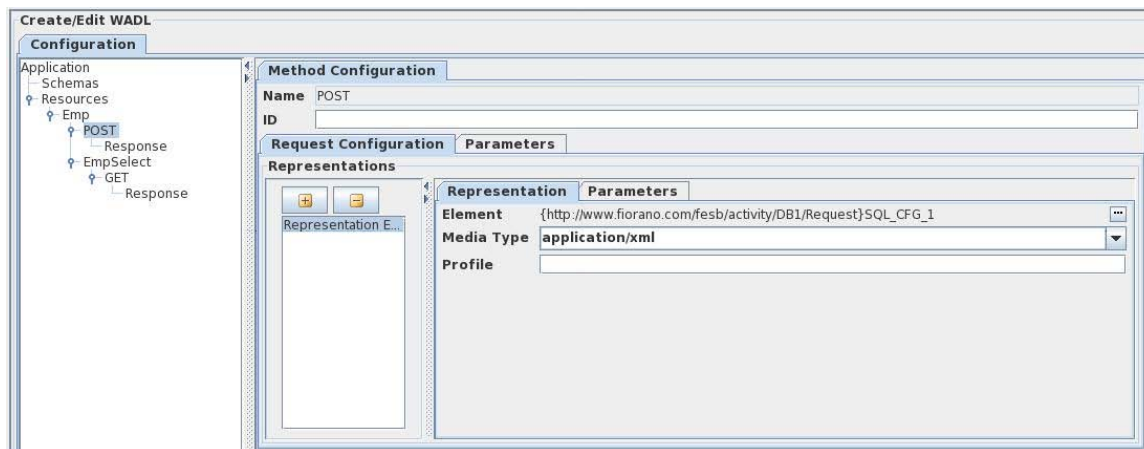 Create/Edit WADL
Configuration
Application
Schemas
Resources
Emp
POST
Response
EmpSelect
GET
Response
Method Configuration
Name POST
ID
Request Configuration Parameters
Representations
Representation E...
Representation Parameters
Element {http://www.fiorano.com/fesb/activity/DB1/Request}SQL_CFG_1 ...
Media Type application/xml
Profile